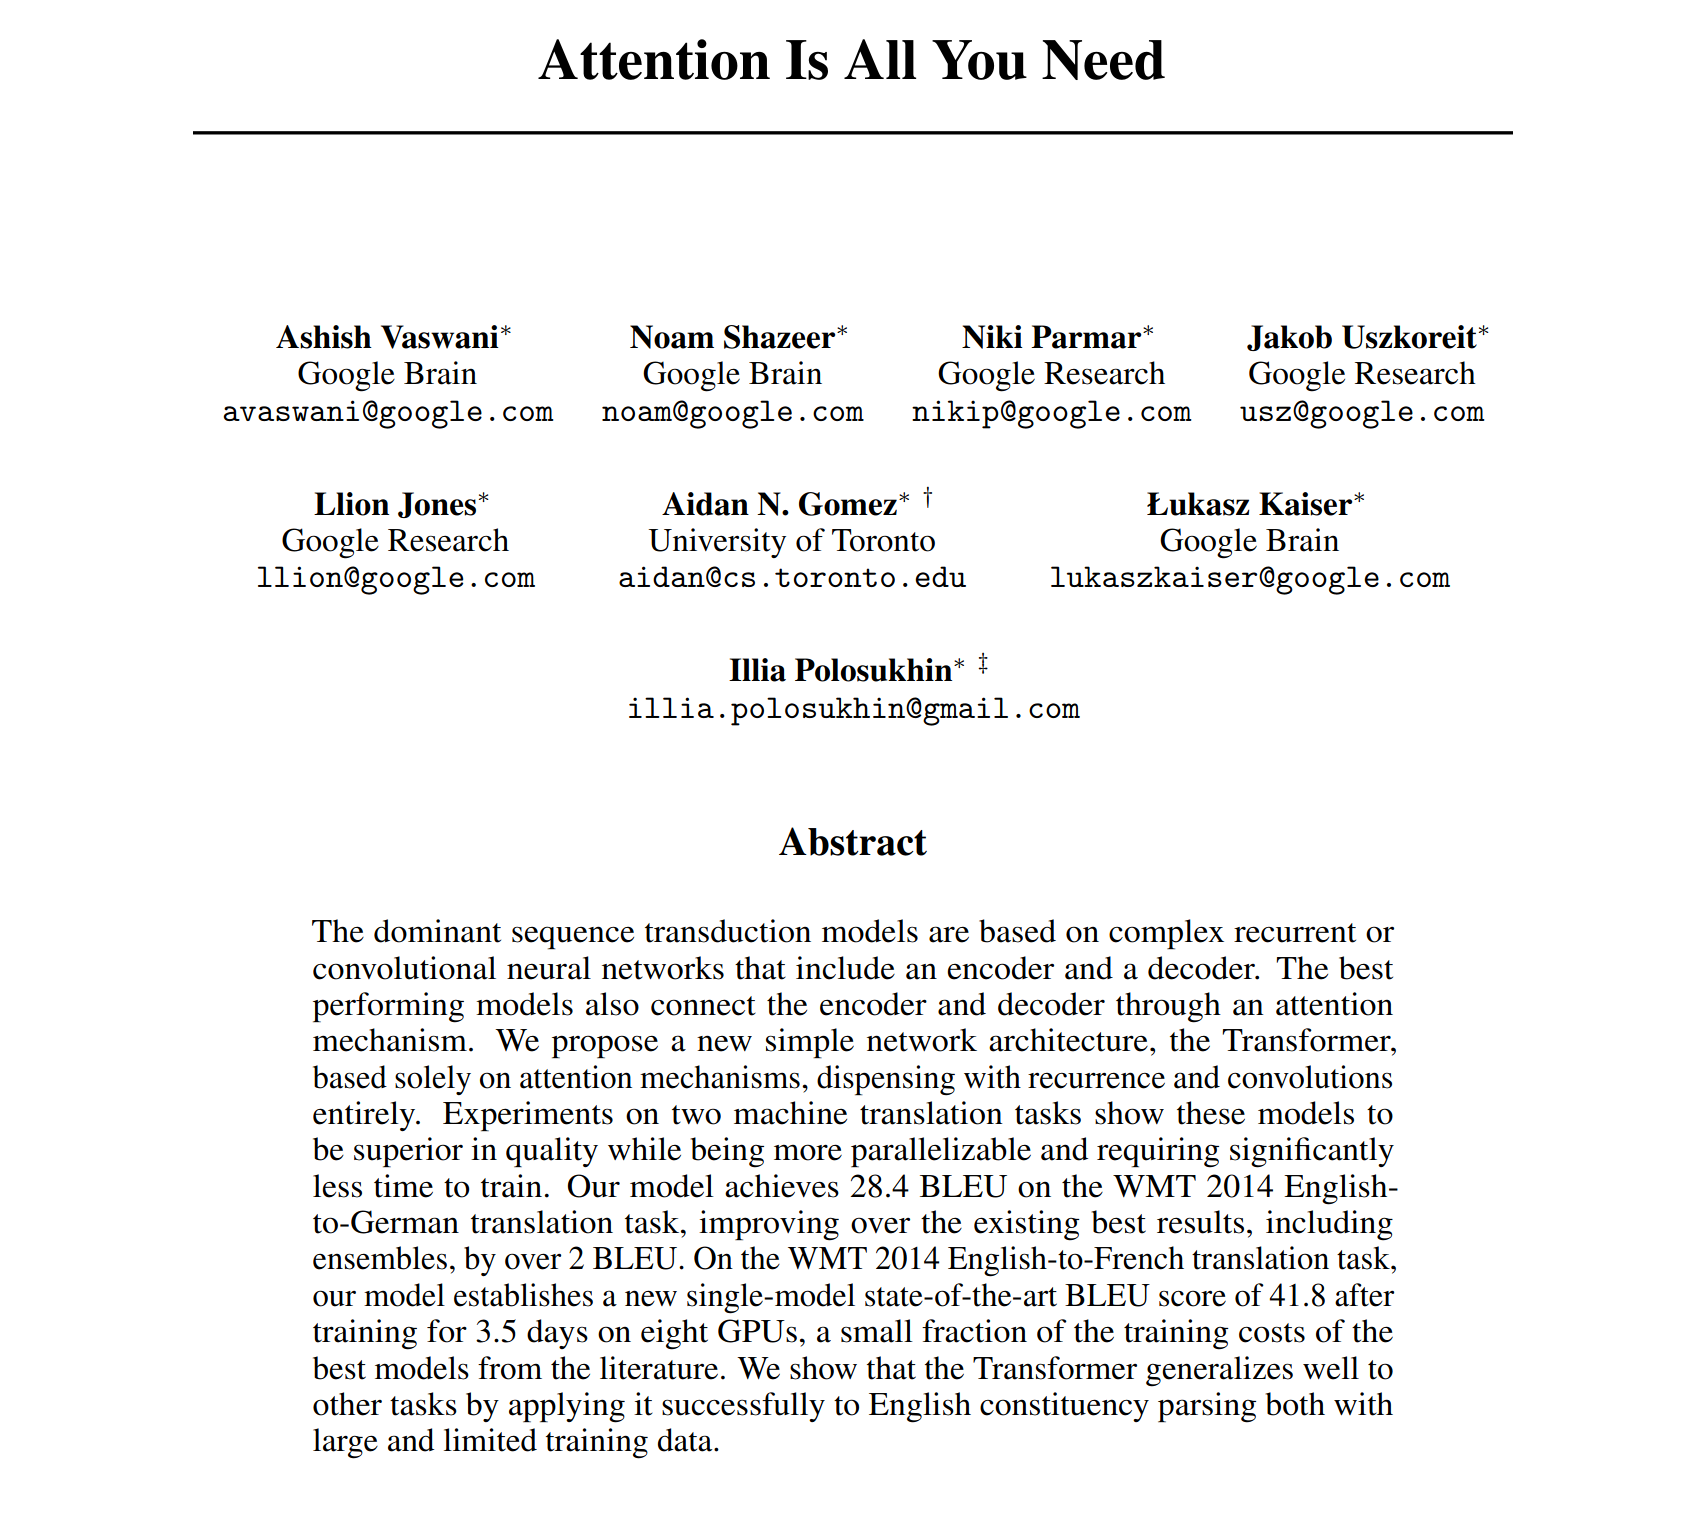 Attention Is All You Need
Ashish Vaswani∗ Noam Shazeer∗ Niki Parmar∗ Jakob Uszkoreit∗
Google Brain Google Brain Google Research Google Research
avaswani@google.com noam@google.com nikip@google.com usz@google.com
Llion Jones∗ Aidan N. Gomez∗ † Łukasz Kaiser∗
Google Research University of Toronto Google Brain
llion@google.com aidan@cs.toronto.edu lukaszkaiser@google.com
Illia Polosukhin∗ ‡
illia.polosukhin@gmail.com
Abstract
The dominant sequence transduction models are based on complex recurrent or
convolutional neural networks that include an encoder and a decoder. The best
performing models also connect the encoder and decoder through an attention
mechanism. We propose a new simple network architecture, the Transformer,
based solely on attention mechanisms, dispensing with recurrence and convolutions
entirely. Experiments on two machine translation tasks show these models to
be superior in quality while being more parallelizable and requiring significantly
less time to train. Our model achieves 28.4 BLEU on the WMT 2014 English-
to-German translation task, improving over the existing best results, including
ensembles, by over 2 BLEU. On the WMT 2014 English-to-French translation task,
our model establishes a new single-model state-of-the-art BLEU score of 41.8 after
training for 3.5 days on eight GPUs, a small fraction of the training costs of the
best models from the literature. We show that the Transformer generalizes well to
other tasks by applying it successfully to English constituency parsing both with
large and limited training data.